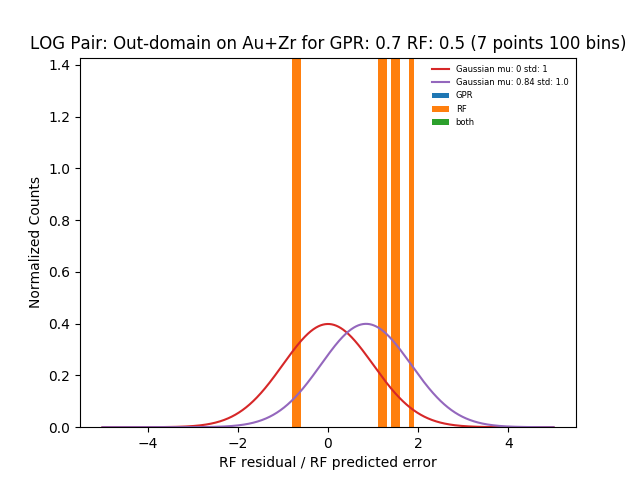 LOG Pair: Out-domain on Au+Zr for GPR: 0.7 RF: 0.5 (7 points 100 bins)
1.4
1.2
1.0
0.8
0.6
0.4
0.2
0.0
Normalized Counts
Gaussian mu: 0 std: 1
Gaussian mu: 0.84 std: 1.0
GPR
RF
both
−4
−2
0
2
4
RF residual / RF predicted error